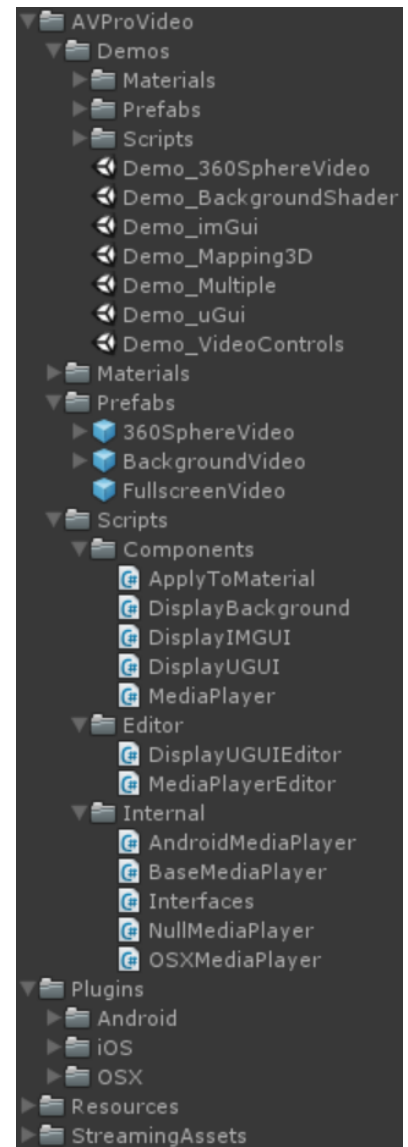 AVProVideo
Demos
Materials
Prefabs
Scripts
Demo_360SphereVideo
Demo_BackgroundShader
Demo_imGui
Demo_Mapping3D
Demo_Multiple
Demo_uGui
Demo_VideoControls
Materials
Prefabs
360SphereVideo
BackgroundVideo
FullscreenVideo
Scripts
Components
ApplyToMaterial
DisplayBackground
DisplayIMGUI
DisplayUGUI
MediaPlayer
Editor
DisplayUGUIEditor
MediaPlayerEditor
Internal
AndroidMediaPlayer
BaseMediaPlayer
Interfaces
NullMediaPlayer
OSXMediaPlayer
Plugins
Android
iOS
OSX
Resources
StreamingAssets